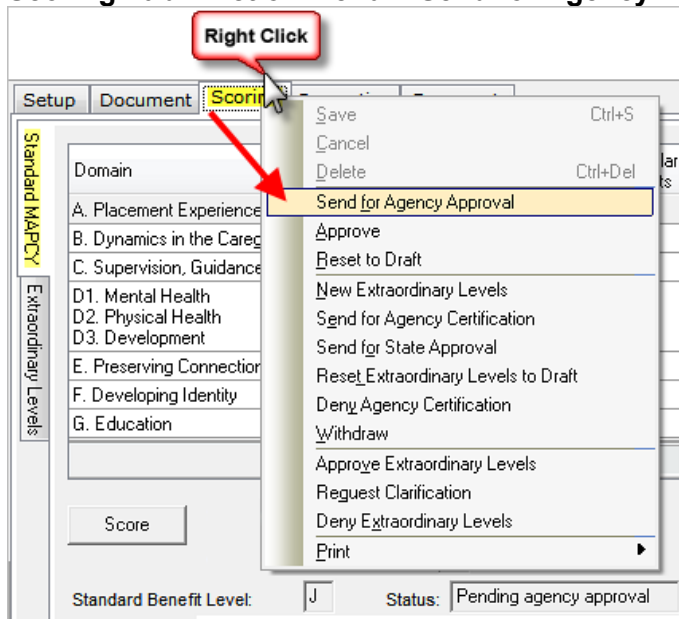 Right Click
Setup Document Scoring
Save Ctrl+S
Cancel
Delete Ctrl+Del
Send for Agency Approval
Approve
Reset to Draft
New Extraordinary Levels
Send for Agency Certification
Send for State Approval
Reset Extraordinary Levels to Draft
Deny Agency Certification
Withdraw
Approve Extraordinary Levels
Request Clarification
Deny Extraordinary Levels
Print
Standard MAPCY
Extraordinary Levels
Domain
A. Placement Experience
B. Dynamics in the Careg
C. Supervision, Guidance
D1. Mental Health
D2. Physical Health
D3. Development
E. Preserving Connection
F. Developing Identity
G. Education
Score
Standard Benefit Level: J Status: Pending agency approval